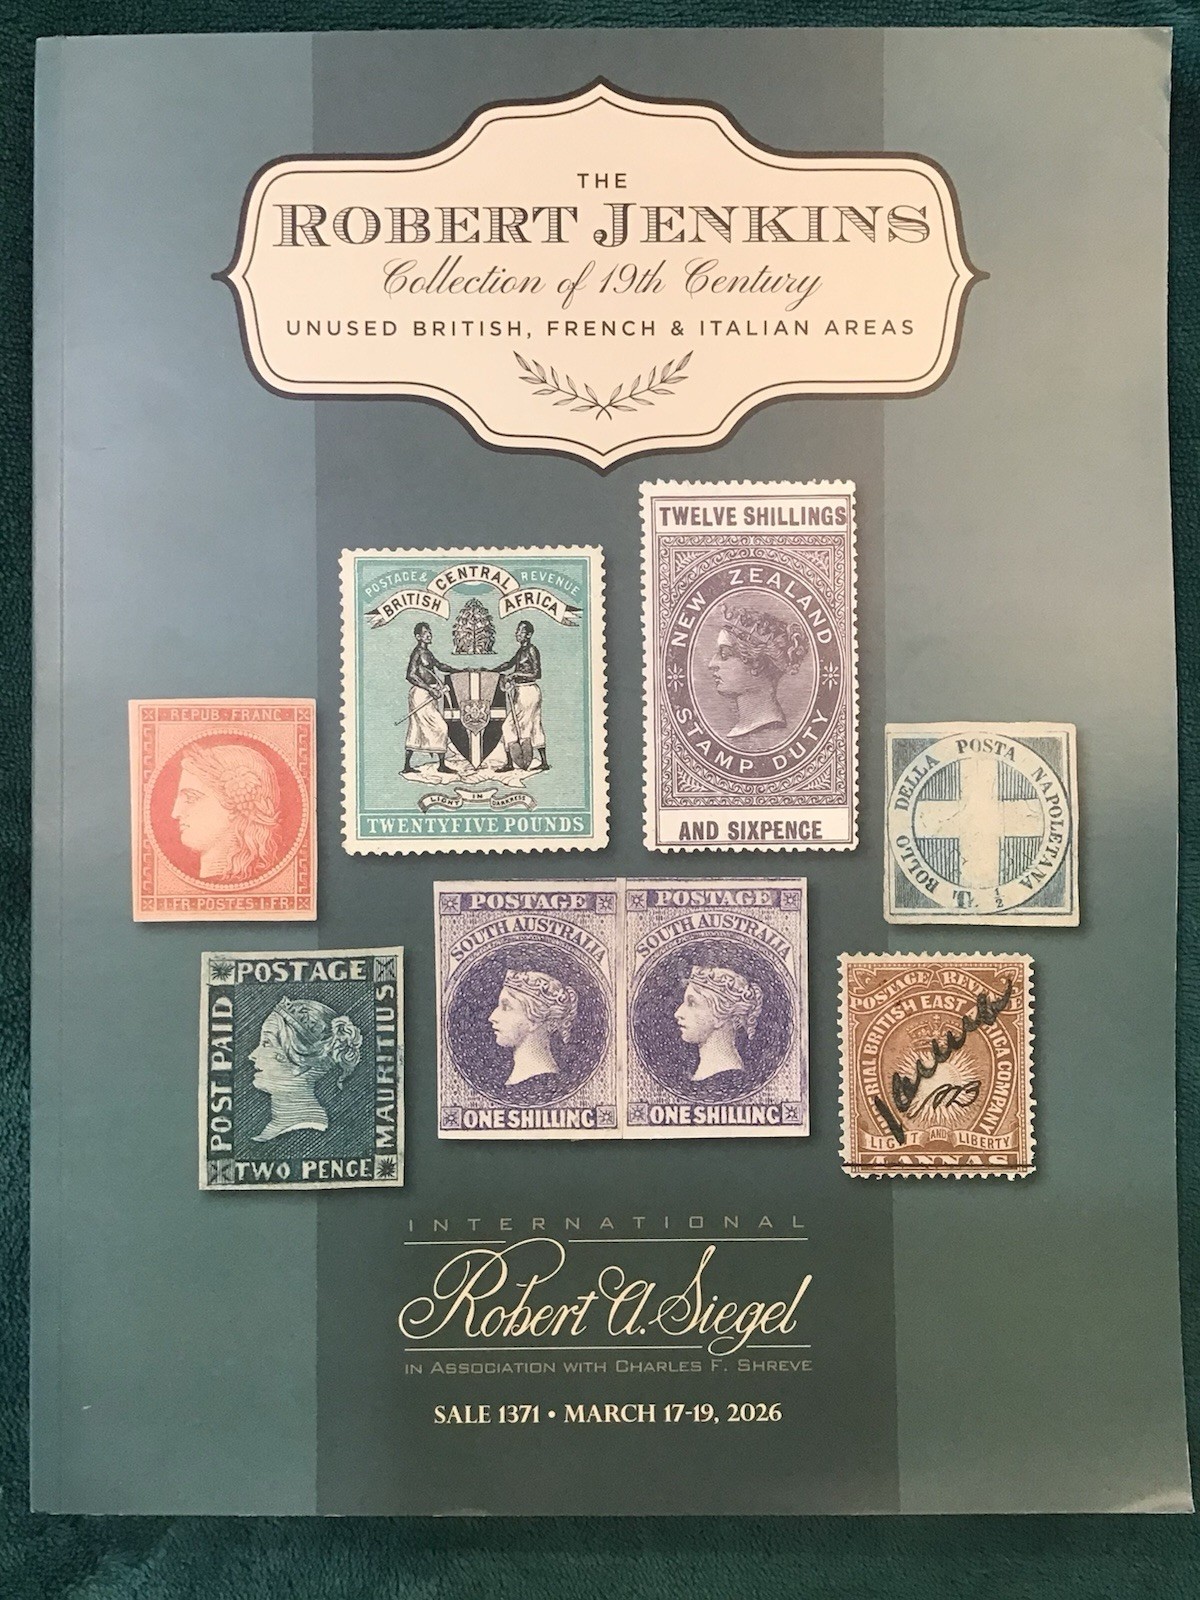 THE
ROBERT JENKINS
Collection of 19th Century
UNUSED BRITISH, FRENCH & ITALIAN AREAS
TWELVE SHILLINGS
NEW ZEALAND
STAMP DUTY
AND SIXPENCE
POSTAGE & REVENUE
BRITISH CENTRAL AFRICA
LIGHT IN DARKNESS
TWENTYFIVE POUNDS
REPUB·FRANC·
1·FR·POSTES·1·FR
BOLLO DELLA POSTA NAPOLETANA
½
POSTAGE
SOUTH AUSTRALIA
ONE SHILLING
POSTAGE
SOUTH AUSTRALIA
ONE SHILLING
POSTAGE
POST PAID
MAURITIUS
TWO PENCE
POSTAGE
BRITISH EAST
COMPANY
LIGHT AND LIBERTY
4 ANNAS
INTERNATIONAL
Robert A. Siegel
IN ASSOCIATION WITH CHARLES F. SHREVE
SALE 1371 • MARCH 17-19, 2026